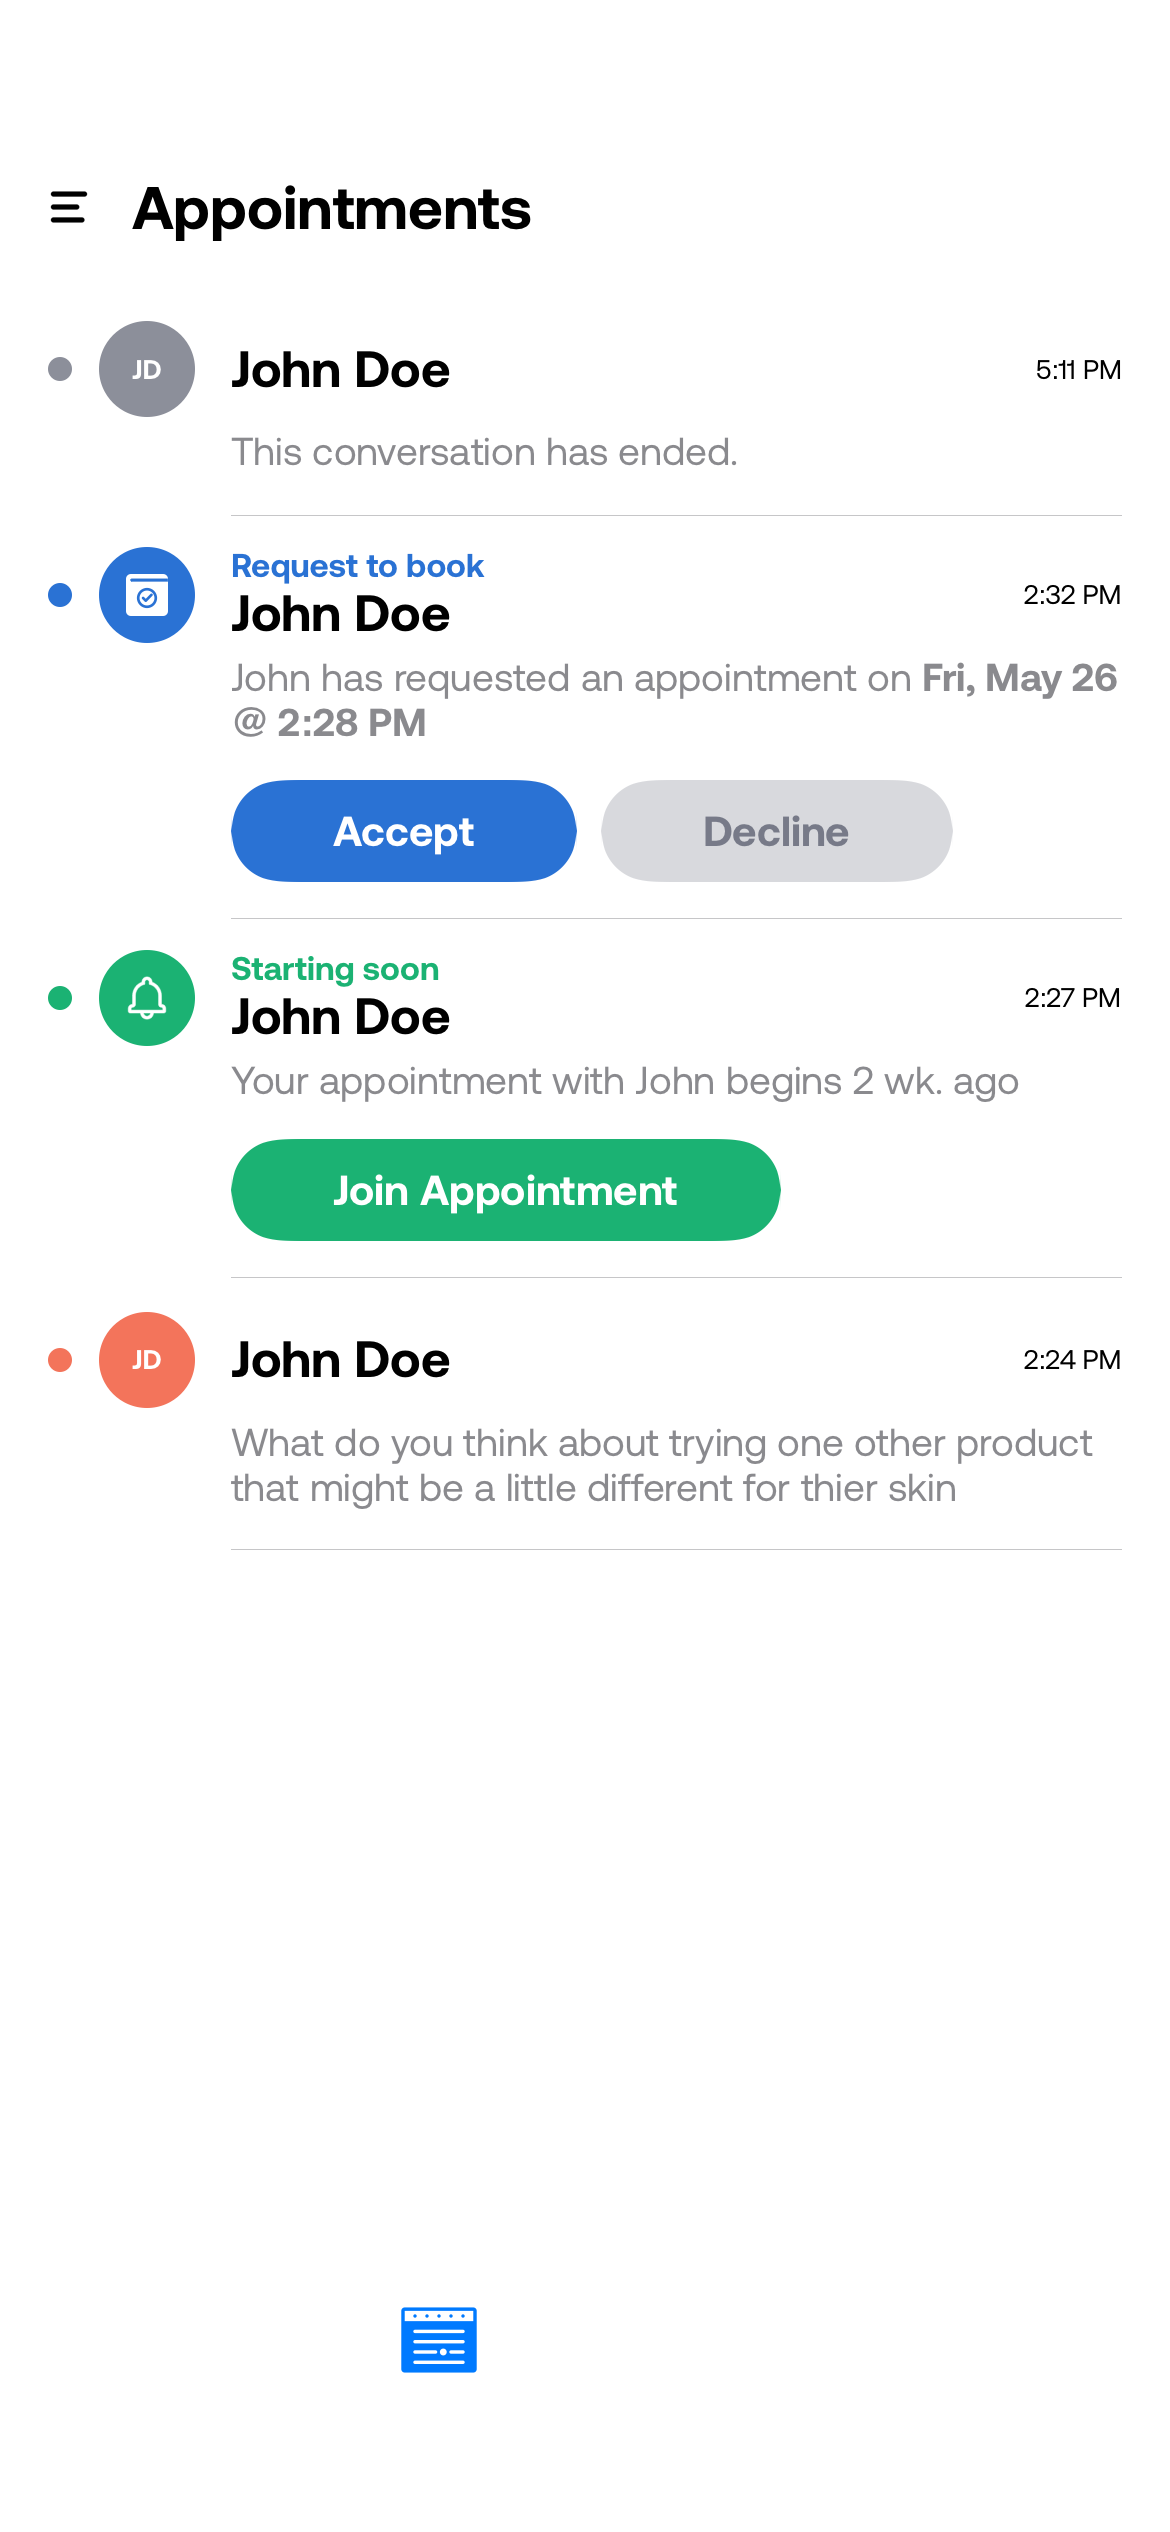 Appointments
JD
John Doe
5:11 PM
This conversation has ended.
Request to book
John Doe
2:32 PM
John has requested an appointment on Fri, May 26
@ 2:28 PM
Accept
Decline
Starting soon
John Doe
2:27 PM
Your appointment with John begins 2 wk. ago
Join Appointment
JD
John Doe
2:24 PM
What do you think about trying one other product
that might be a little different for thier skin